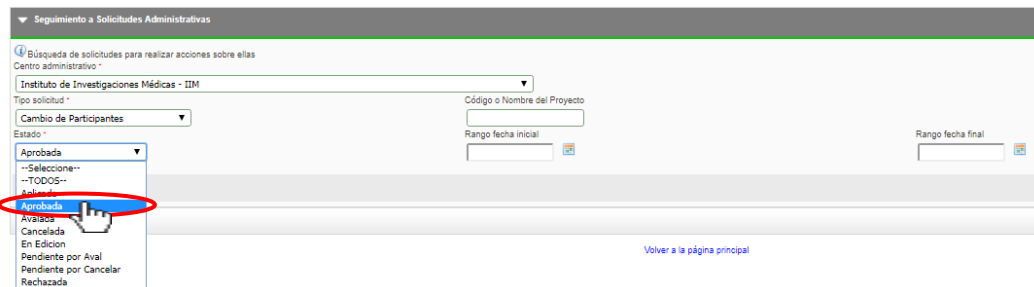 Seguimiento a Solicitudes Administrativas
Búsqueda de solicitudes para realizar acciones sobre ellas
Centro administrativo *
Instituto de Investigaciones Médicas - IIM
Tipo solicitud * Código o Nombre del Proyecto
Cambio de Participantes
Estado * Rango fecha inicial Rango fecha final
Aprobada
--Seleccione--
--TODOS--
Aplicada
Aprobada
Avalada
Cancelada
En Edicion
Volver a la página principal
Pendiente por Aval
Pendiente por Cancelar
Rechazada